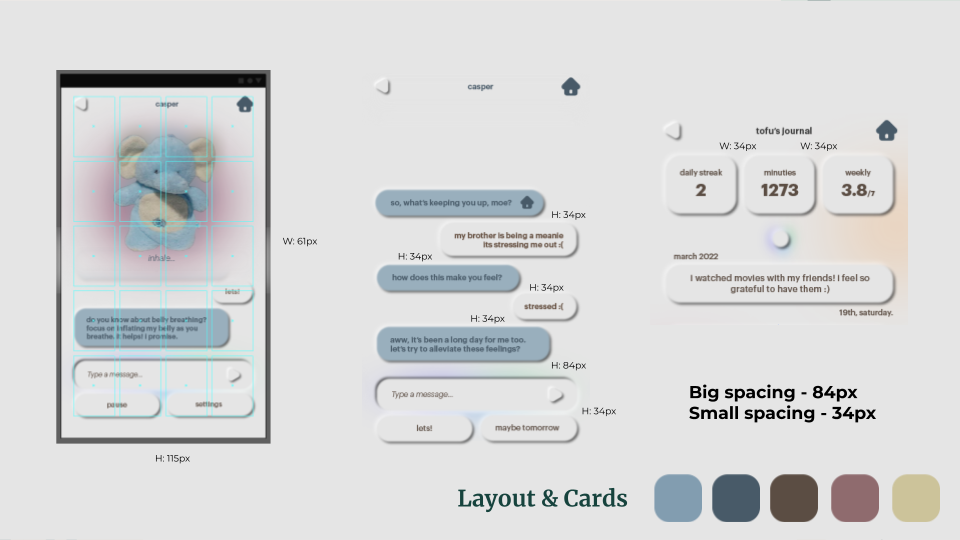 casper
inhale...
lets!
do you know about belly breathing?
focus on inflating my belly as you
breathe. it helps! i promise.
Type a message...
pause
settings
H: 115px
W: 61px
casper
so, what's keeping you up, moe?
H: 34px
my brother is being a meanie
its stressing me out :(
H: 34px
how does this make you feel?
H: 34px
stressed :(
H: 34px
aww, it's been a long day for me too.
let's try to alleviate these feelings?
H: 84px
Type a message...
H: 34px
lets!
maybe tomorrow
tofu's journal
W: 34px
W: 34px
daily streak
2
minuties
1273
weekly
3.8/7
march 2022
I watched movies with my friends! I feel so
grateful to have them :)
19th, saturday.
Big spacing - 84px
Small spacing - 34px
Layout & Cards